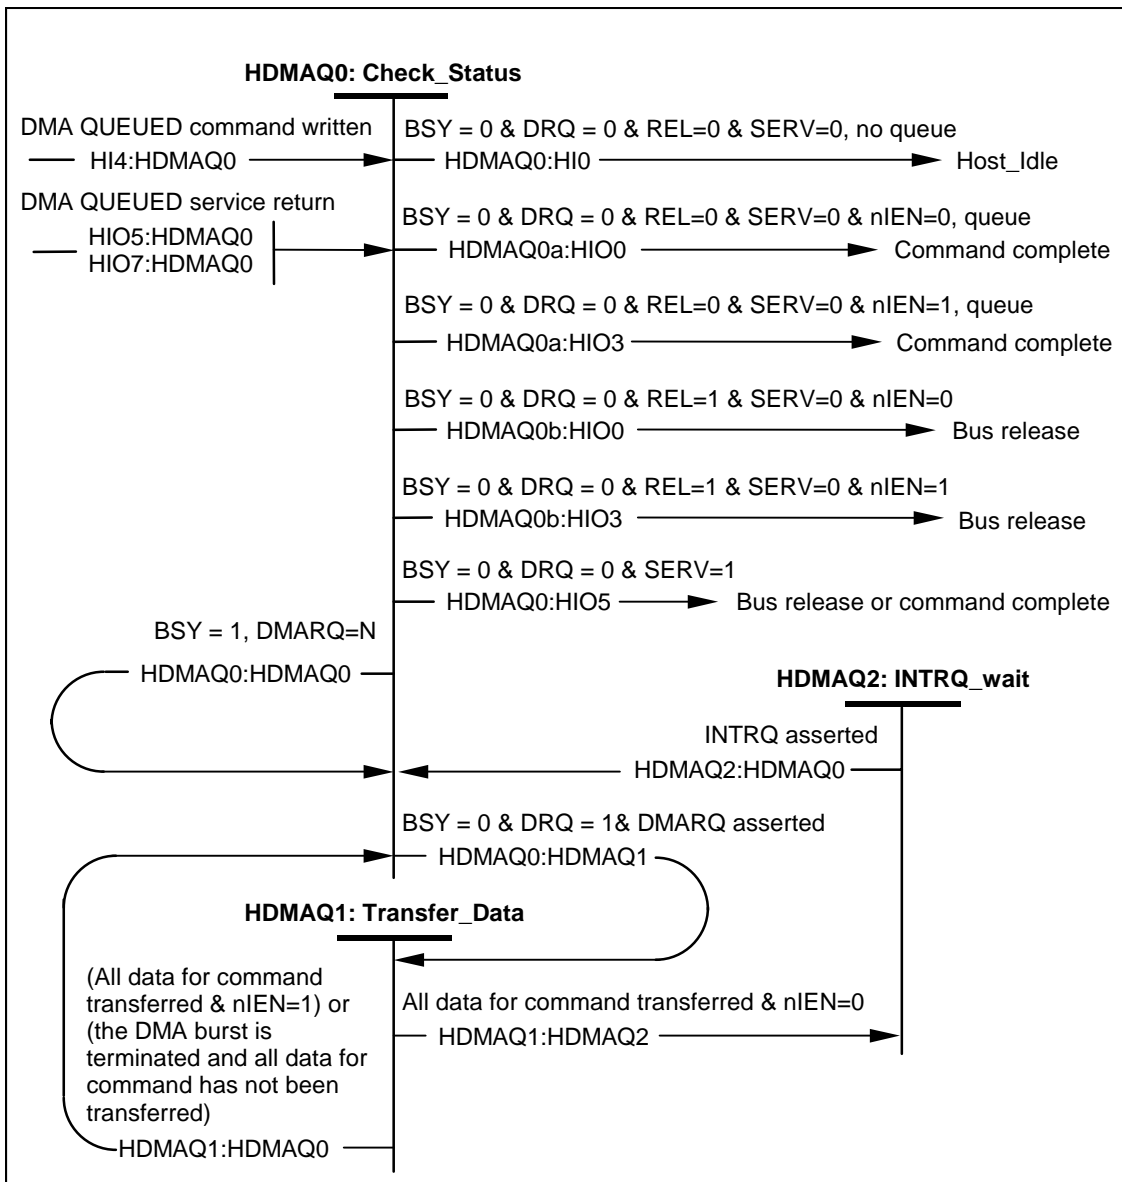 HDMAQ0: Check_Status
DMA QUEUED command written
HI4:HDMAQ0
BSY = 0 & DRQ = 0 & REL=0 & SERV=0, no queue
HDMAQ0:HI0
Host_Idle
DMA QUEUED service return
HIO5:HDMAQ0
HIO7:HDMAQ0
BSY = 0 & DRQ = 0 & REL=0 & SERV=0 & nIEN=0, queue
HDMAQ0a:HIO0
Command complete
BSY = 0 & DRQ = 0 & REL=0 & SERV=0 & nIEN=1, queue
HDMAQ0a:HIO3
Command complete
BSY = 0 & DRQ = 0 & REL=1 & SERV=0 & nIEN=0
HDMAQ0b:HIO0
Bus release
BSY = 0 & DRQ = 0 & REL=1 & SERV=0 & nIEN=1
HDMAQ0b:HIO3
Bus release
BSY = 0 & DRQ = 0 & SERV=1
HDMAQ0:HIO5
Bus release or command complete
BSY = 1, DMARQ=N
HDMAQ0:HDMAQ0
HDMAQ2: INTRQ_wait
INTRQ asserted
HDMAQ2:HDMAQ0
BSY = 0 & DRQ = 1& DMARQ asserted
HDMAQ0:HDMAQ1
HDMAQ1: Transfer_Data
(All data for command
transferred & nIEN=1) or
(the DMA burst is
terminated and all data for
command has not been
transferred)
HDMAQ1:HDMAQ0
All data for command transferred & nIEN=0
HDMAQ1:HDMAQ2